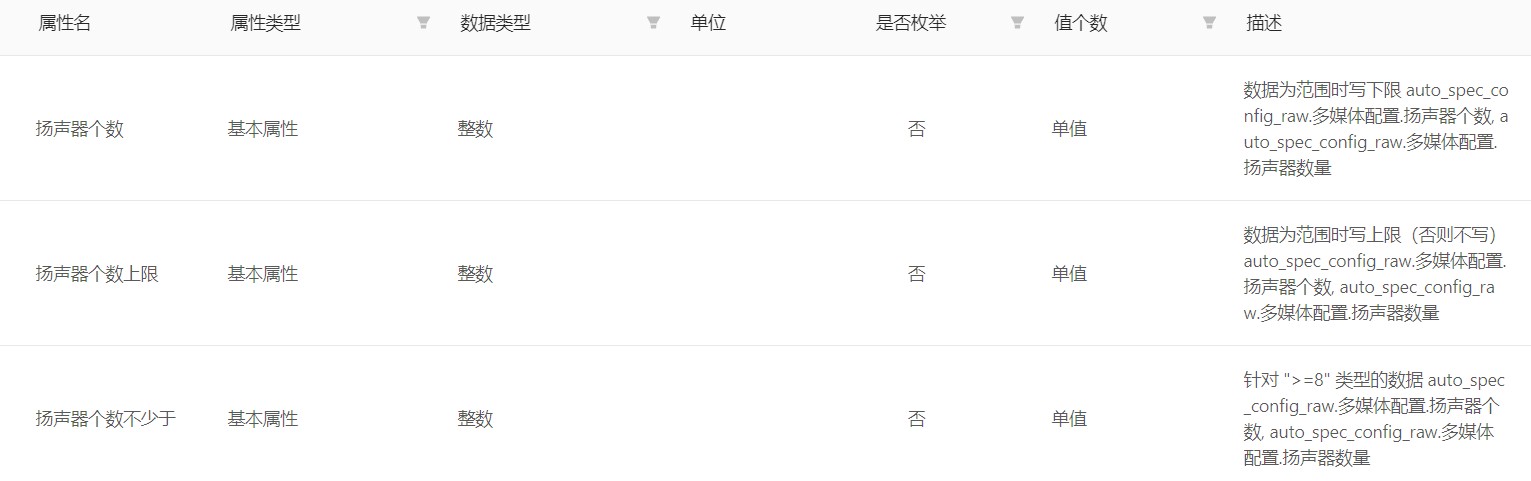 属性名 属性类型 数据类型 单位 是否枚举 值个数 描述
数据为范围时写下限 auto_spec_co
nfig_raw.多媒体配置.扬声器个数, a
扬声器个数 基本属性 整数 否 单值
uto_spec_config_raw.多媒体配置.
扬声器数量
数据为范围时写上限（否则不写）
auto_spec_config_raw.多媒体配置.
扬声器个数上限 基本属性 整数 否 单值
扬声器个数, auto_spec_config_ra
w.多媒体配置.扬声器数量
针对 ">=8" 类型的数据 auto_spec
_config_raw.多媒体配置.扬声器个
扬声器个数不少于 基本属性 整数 否 单值
数, auto_spec_config_raw.多媒体
配置.扬声器数量